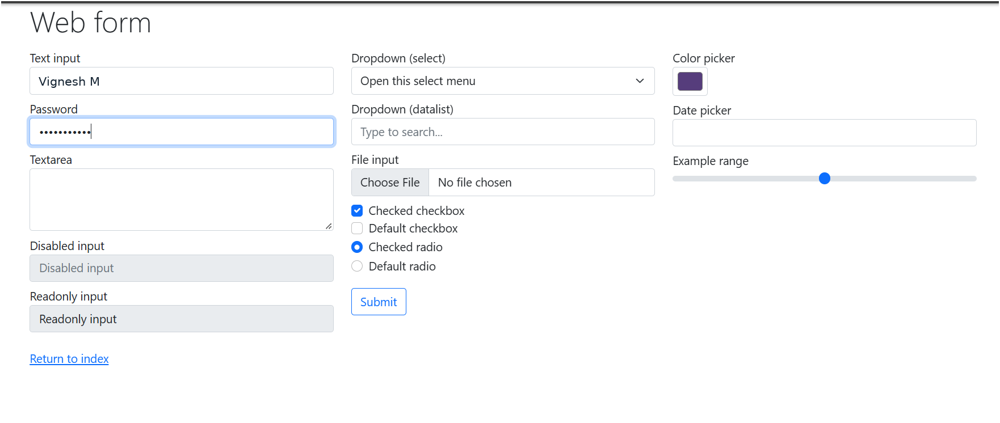 Web form
Text input
Vignesh M
Password
•••••••••••
Textarea
Disabled input
Disabled input
Readonly input
Readonly input
Return to index
Dropdown (select)
Open this select menu
Dropdown (datalist)
Type to search...
File input
Choose File No file chosen
Checked checkbox
Default checkbox
Checked radio
Default radio
Submit
Color picker
Date picker
Example range